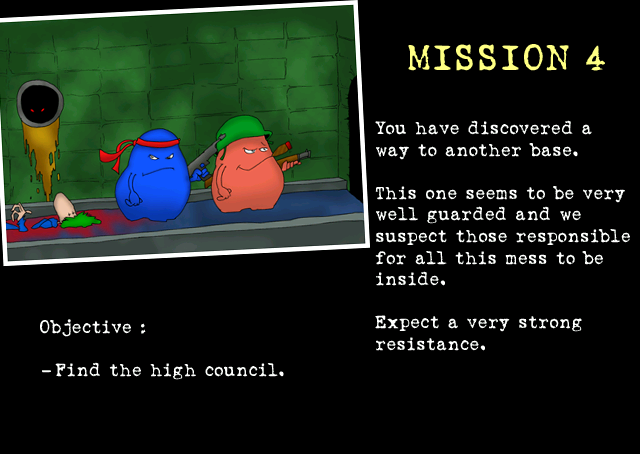 MISSION 4
You have discovered a
way to another base.
This one seems to be very
well guarded and we
suspect those responsible
for all this mess to be
inside.
Expect a very strong
resistance.
Objective :
-Find the high council.